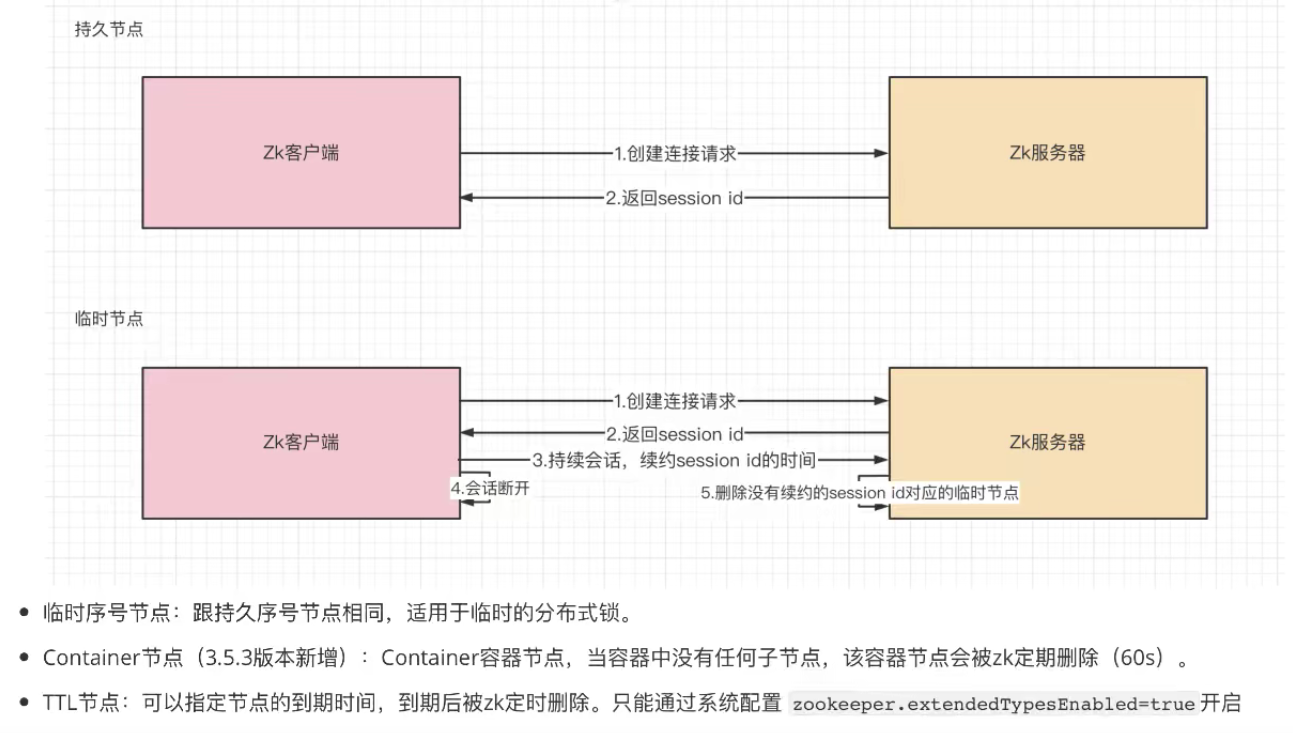 持久节点
Zk客户端
1.创建连接请求
Zk服务器
2.返回session id
临时节点
1.创建连接请求
2.返回session id
Zk客户端
Zk服务器
3.持续会话，续约session id的时间
4.会话断开
5.删除没有续约的session id对应的临时节点
临时序号节点：跟持久序号节点相同，适用于临时的分布式锁。
Container节点（3.5.3版本新增）：Container容器节点，当容器中没有任何子节点，该容器节点会被zk定期删除（60s）。
TTL节点：可以指定节点的到期时间，到期后被zk定时删除。只能通过系统配置 zookeeper.extendedTypesEnabled=true 开启